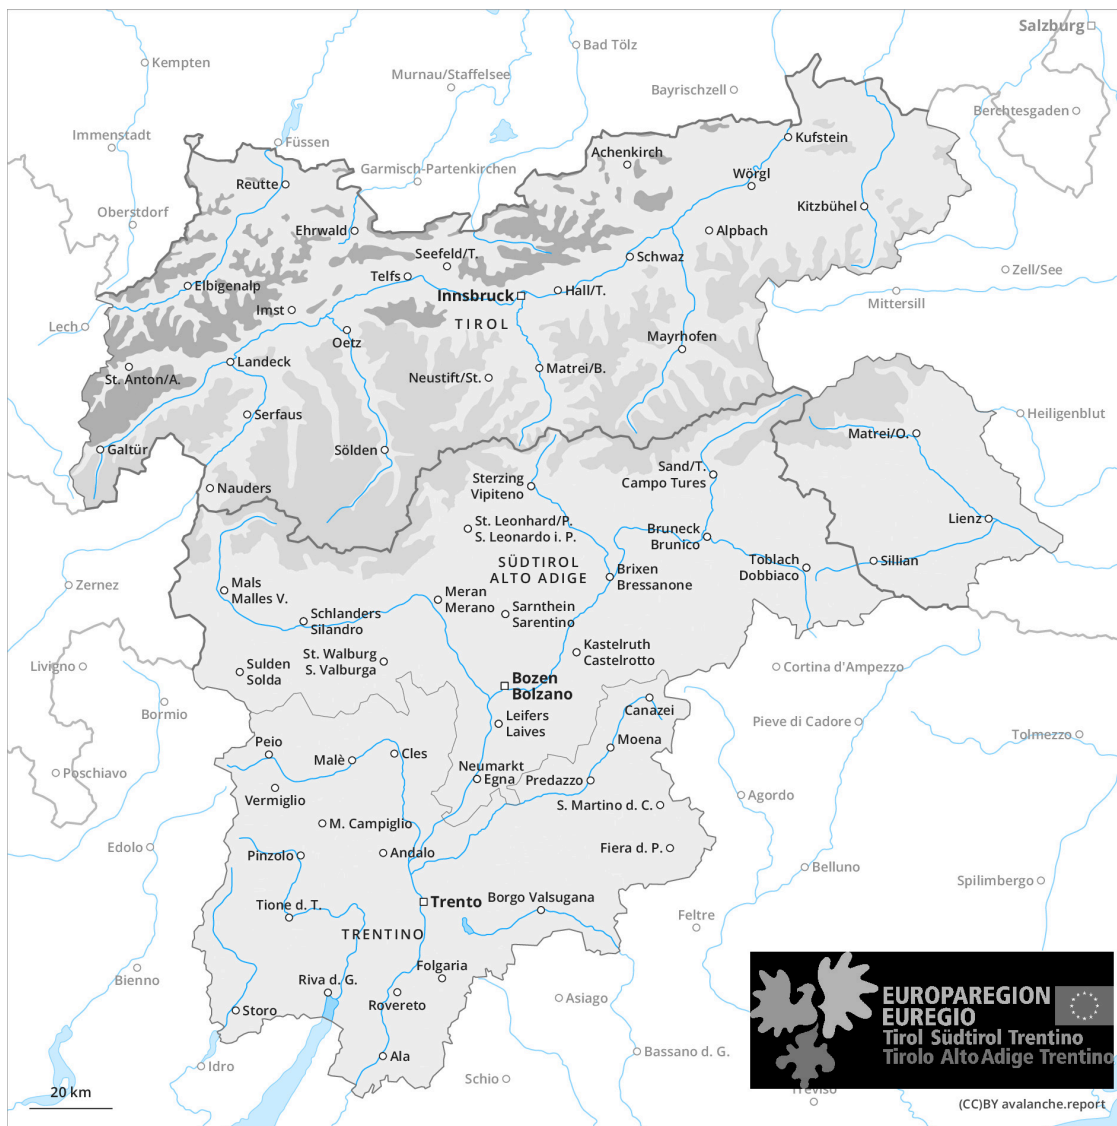 Salzburg
Bad Tölz
Kempten
Murnau/Staffelsee
Bayrischzell
Berchtesgaden
Immenstadt
Füssen
Kufstein
Achenkirch
Garmisch-Partenkirchen
Wörgl
Reutte
Oberstdorf
Kitzbühel
Ehrwald
Alpbach
Seefeld/T.
Schwaz
Telfs
Zell/See
Elbigenalp
Hall/T.
Innsbruck
Mittersill
Imst
Lech
TIROL
Oetz
Mayrhofen
Landeck
Matrei/B.
St. Anton/A.
Neustift/St.
Serfaus
Heiligenblut
Matrei/O.
Galtür
Sölden
Sand/T.
Campo Tures
Sterzing
Vipiteno
Nauders
Lienz
St. Leonhard/P.
S. Leonardo i. P.
Bruneck
Brunico
SÜDTIROL
ALTO ADIGE
Toblach
Dobbiaco
Sillian
Brixen
Bressanone
Zernez
Mals
Malles V.
Meran
Merano
Sarnthein
Sarentino
Schlanders
Silandro
Kastelruth
Castelrotto
St. Walburg
S. Valburga
Livigno
Sulden
Solda
Cortina d'Ampezzo
Bozen
Bolzano
Bormio
Canazei
Leifers
Laives
Pieve di Cadore
Tolmezzo
Peio
Moena
Malè
Cles
Poschiavo
Neumarkt
Egna
Predazzo
Vermiglio
Agordo
S. Martino d. C.
M. Campiglio
Edolo
Pinzolo
Andalo
Fiera d. P.
Belluno
Spilimbergo
Tione d. T.
Trento
Borgo Valsugana
Feltre
TRENTINO
Bienno
Folgaria
Riva d. G.
Rovereto
Asiago
Storo
EUROPAREGION
EUREGIO
Tirol Südtirol Trentino
Tirolo Alto Adige Trentino
Ala
Idro
Bassano d. G.
Schio
20 km
Treviso
(CC)BY avalanche.report